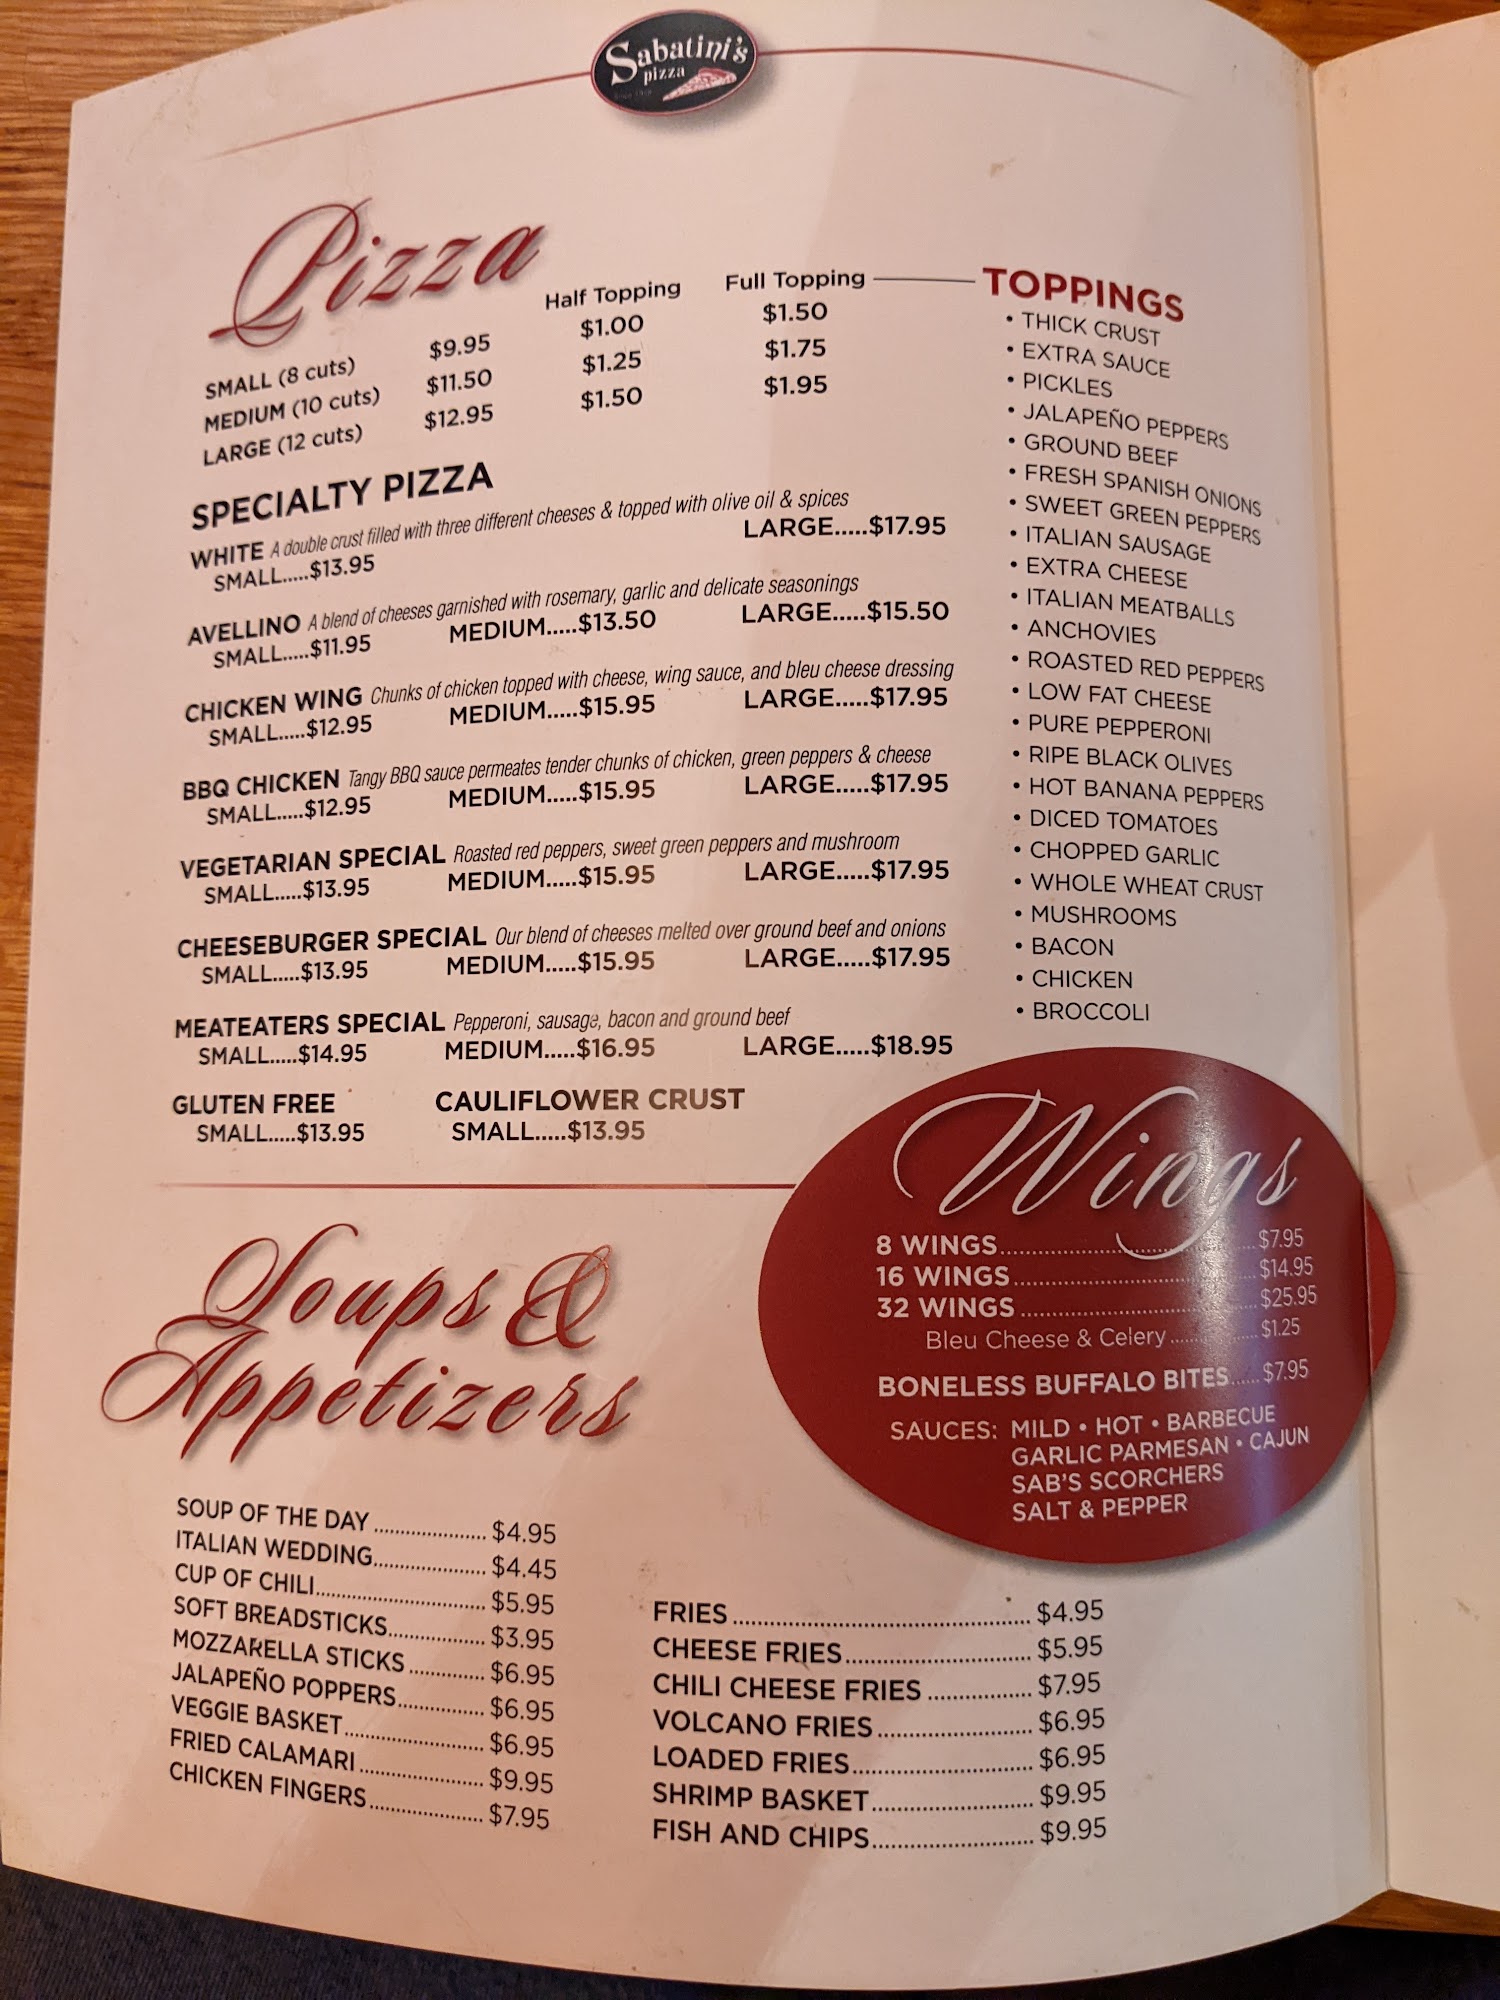 Sabatini's
pizza
Pizza
Half Topping Full Topping
SMALL (8 cuts) $9.95 $1.00 $1.50
MEDIUM (10 cuts) $11.50 $1.25 $1.75
LARGE (12 cuts) $12.95 $1.50 $1.95
SPECIALTY PIZZA
WHITE A double crust filled with three different cheeses & topped with olive oil & spices
SMALL.....$13.95 LARGE.....$17.95
AVELLINO A blend of cheeses garnished with rosemary, garlic and delicate seasonings
SMALL.....$11.95 MEDIUM.....$13.50 LARGE.....$15.50
CHICKEN WING Chunks of chicken topped with cheese, wing sauce, and bleu cheese dressing
SMALL.....$12.95 MEDIUM.....$15.95 LARGE.....$17.95
BBQ CHICKEN Tangy BBQ sauce permeates tender chunks of chicken, green peppers & cheese
SMALL.....$12.95 MEDIUM.....$15.95 LARGE.....$17.95
VEGETARIAN SPECIAL Roasted red peppers, sweet green peppers and mushroom
SMALL.....$13.95 MEDIUM.....$15.95 LARGE.....$17.95
CHEESEBURGER SPECIAL Our blend of cheeses melted over ground beef and onions
SMALL.....$13.95 MEDIUM.....$15.95 LARGE.....$17.95
MEATEATERS SPECIAL Pepperoni, sausage, bacon and ground beef
SMALL.....$14.95 MEDIUM.....$16.95 LARGE.....$18.95
GLUTEN FREE CAULIFLOWER CRUST
SMALL.....$13.95 SMALL.....$13.95
TOPPINGS
• THICK CRUST
• EXTRA SAUCE
• PICKLES
• JALAPEÑO PEPPERS
• GROUND BEEF
• FRESH SPANISH ONIONS
• SWEET GREEN PEPPERS
• ITALIAN SAUSAGE
• EXTRA CHEESE
• ITALIAN MEATBALLS
• ANCHOVIES
• ROASTED RED PEPPERS
• LOW FAT CHEESE
• PURE PEPPERONI
• RIPE BLACK OLIVES
• HOT BANANA PEPPERS
• DICED TOMATOES
• CHOPPED GARLIC
• WHOLE WHEAT CRUST
• MUSHROOMS
• BACON
• CHICKEN
• BROCCOLI
Wings
8 WINGS.....$7.95
16 WINGS.....$14.95
32 WINGS.....$25.95
Bleu Cheese & Celery.....$1.25
BONELESS BUFFALO BITES.....$7.95
SAUCES: MILD • HOT • BARBECUE
GARLIC PARMESAN • CAJUN
SAB'S SCORCHERS
SALT & PEPPER
Soups &
Appetizers
SOUP OF THE DAY.....$4.95
ITALIAN WEDDING.....$4.45
CUP OF CHILI.....$5.95
SOFT BREADSTICKS.....$3.95
MOZZARELLA STICKS.....$6.95
JALAPEÑO POPPERS.....$6.95
VEGGIE BASKET.....$6.95
FRIED CALAMARI.....$9.95
CHICKEN FINGERS.....$7.95
FRIES.....$4.95
CHEESE FRIES.....$5.95
CHILI CHEESE FRIES.....$7.95
VOLCANO FRIES.....$6.95
LOADED FRIES.....$6.95
SHRIMP BASKET.....$9.95
FISH AND CHIPS.....$9.95